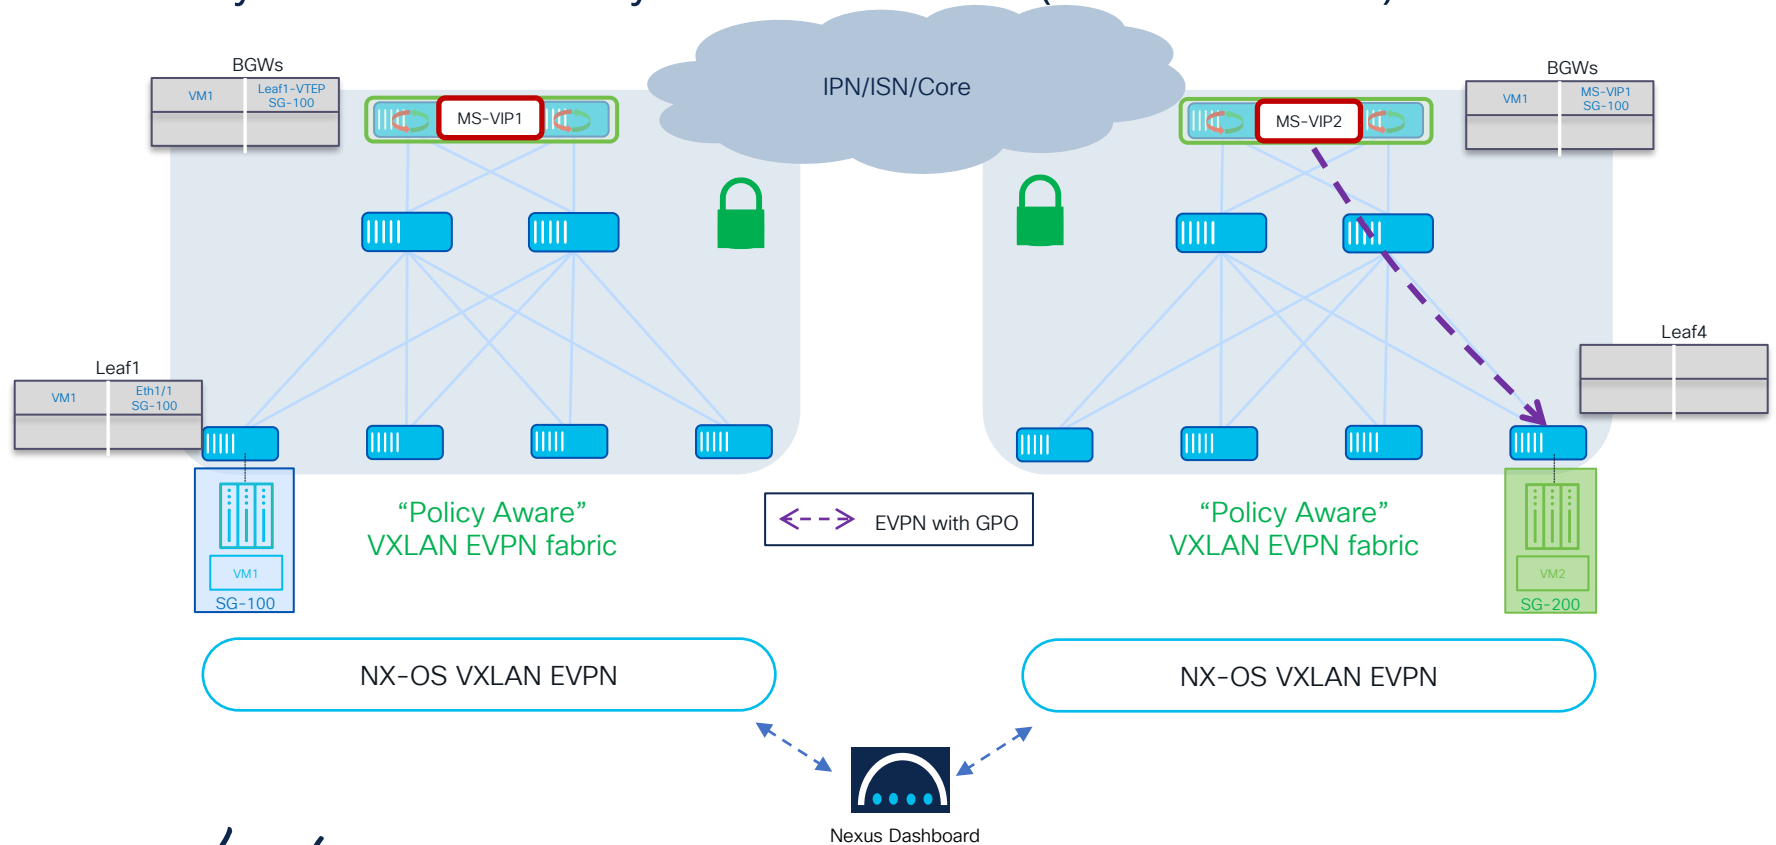 IPN/ISN/Core
BGWs
VM1
Leaf1-VTEP
SG-100
MS-VIP1
MS-VIP2
BGWs
VM1
MS-VIP1
SG-100
Leaf1
VM1
Eth1/1
SG-100
Leaf4
VM1
SG-100
“Policy Aware”
VXLAN EVPN fabric
EVPN with GPO
“Policy Aware”
VXLAN EVPN fabric
VM2
SG-200
NX-OS VXLAN EVPN
NX-OS VXLAN EVPN
Nexus Dashboard